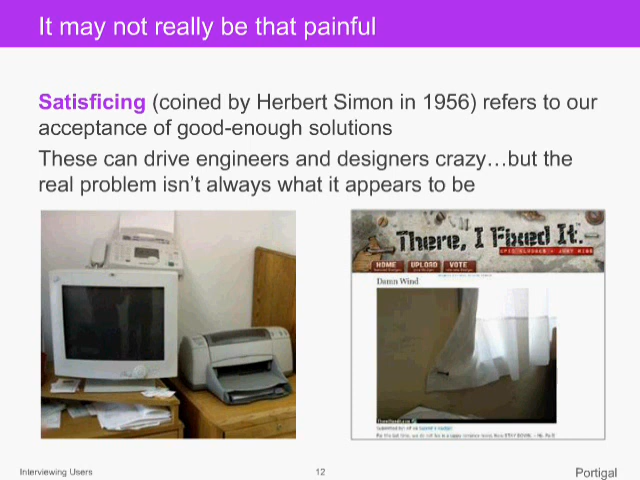 It may not really be that painful
Satisficing (coined by Herbert Simon in 1956) refers to our
acceptance of good-enough solutions
These can drive engineers and designers crazy…but the
real problem isn’t always what it appears to be
There, I Fixed It.
HOME
UPLOAD
VOTE
Damn Wind
Interviewing Users
12
Portigal